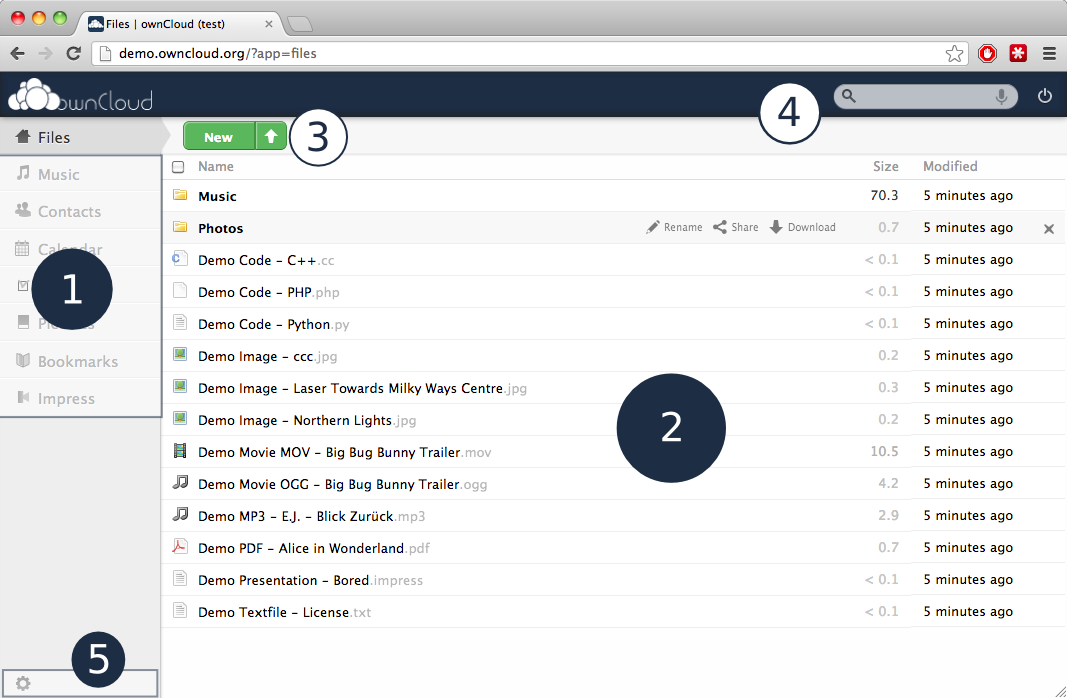 Files | ownCloud (test)
demo.owncloud.org/?app=files
ownCloud
4
Files
New
3
Name Size Modified
Music
Contacts
Calendar
1
Bookmarks
Impress
Music 70.3 5 minutes ago
Photos Rename Share Download 0.7 5 minutes ago
Demo Code - C++.cc < 0.1 5 minutes ago
Demo Code - PHP.php < 0.1 5 minutes ago
Demo Code - Python.py < 0.1 5 minutes ago
Demo Image - ccc.jpg 0.2 5 minutes ago
Demo Image - Laser Towards Milky Ways Centre.jpg 0.3 5 minutes ago
Demo Image - Northern Lights.jpg 0.2 5 minutes ago
2
Demo Movie MOV - Big Bug Bunny Trailer.mov 10.5 5 minutes ago
Demo Movie OGG - Big Bug Bunny Trailer.ogg 4.2 5 minutes ago
Demo MP3 - E.J. - Blick Zurück.mp3 2.9 5 minutes ago
Demo PDF - Alice in Wonderland.pdf 0.7 5 minutes ago
Demo Presentation - Bored.impress < 0.1 5 minutes ago
Demo Textfile - License.txt < 0.1 5 minutes ago
5